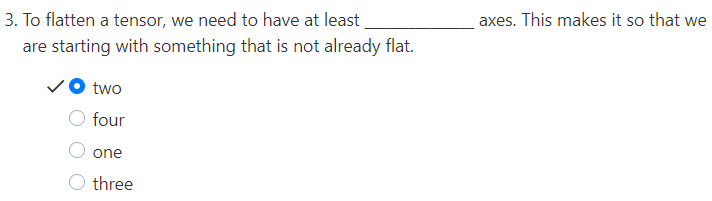 3. To flatten a tensor, we need to have at least ____________ axes. This makes it so that we
are starting with something that is not already flat.
two
four
one
three